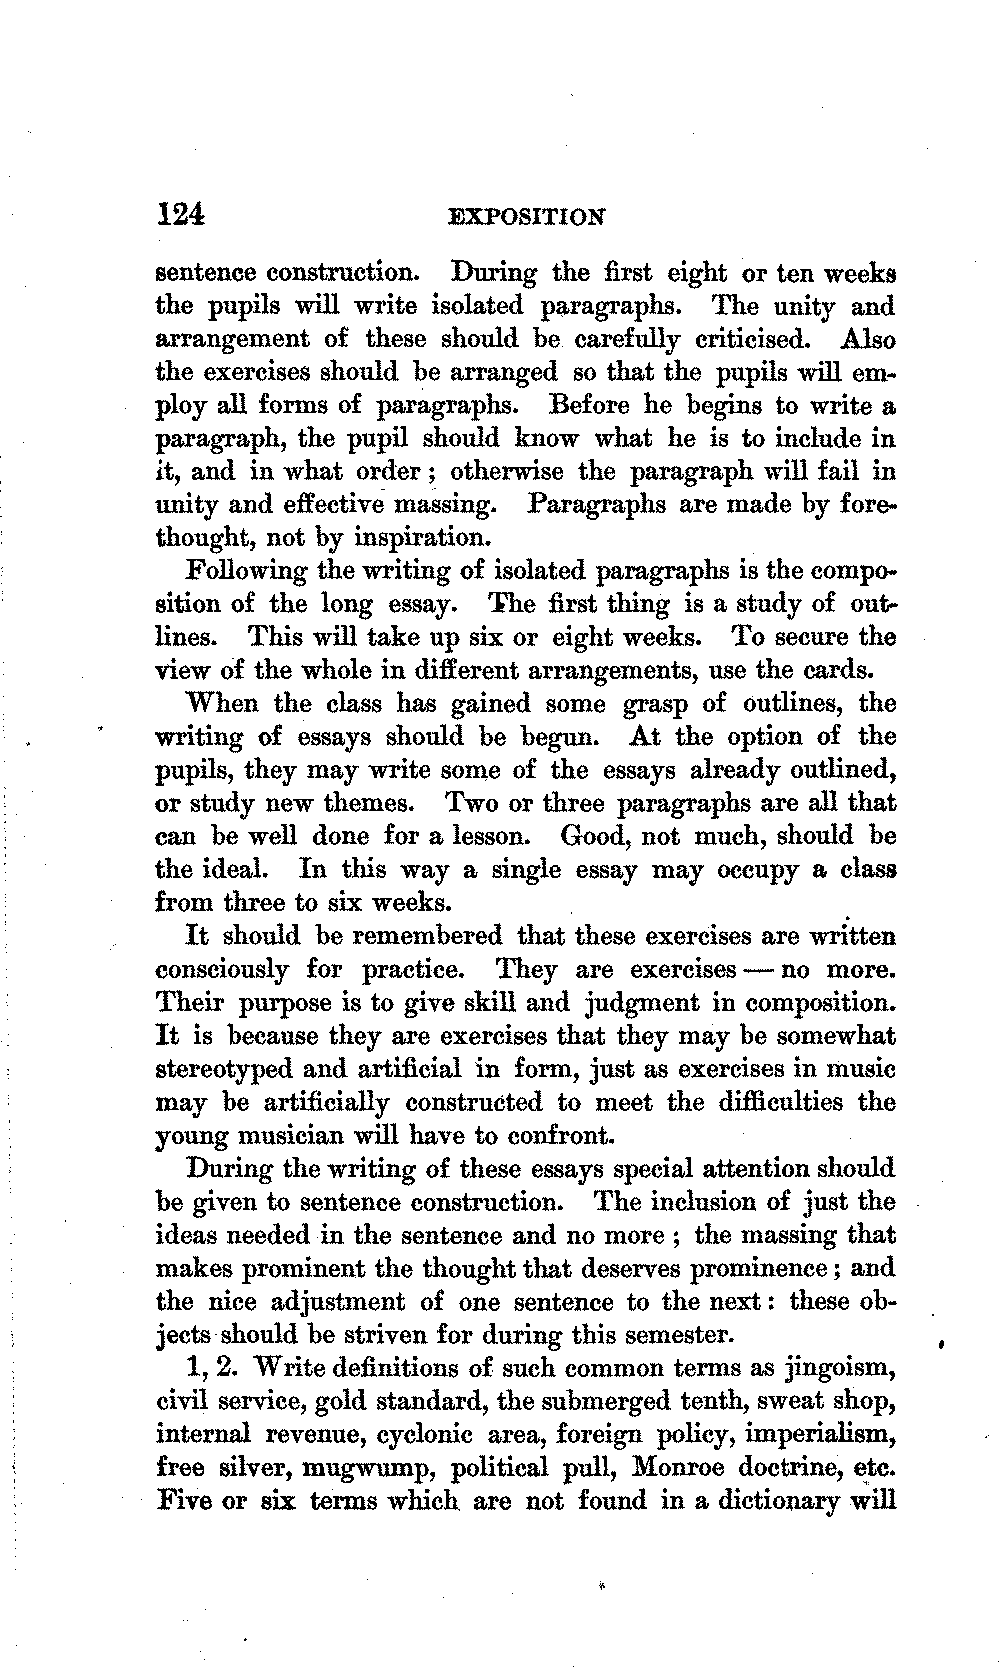 124 EXPOSITION
sentence construction. During the first eight or ten weeks
the pupils will write isolated paragraphs. The unity and
arrangement of these should be carefully criticised. Also
the exercises should be arranged so that the pupils will em-
ploy all forms of paragraphs. Before he begins to write a
paragraph, the pupil should know what he is to include in
it, and in what order ; otherwise the paragraph will fail in
unity and effective massing. Paragraphs are made by fore-
thought, not by inspiration.
Following the writing of isolated paragraphs is the compo-
sition of the long essay. The first thing is a study of out-
lines. This will take up six or eight weeks. To secure the
view of the whole in different arrangements, use the cards.
When the class has gained some grasp of outlines, the
writing of essays should be begun. At the option of the
pupils, they may write some of the essays already outlined,
or study new themes. Two or three paragraphs are all that
can be well done for a lesson. Good, not much, should be
the ideal. In this way a single essay may occupy a class
from three to six weeks.
It should be remembered that these exercises are written
consciously for practice. They are exercises — no more.
Their purpose is to give skill and judgment in composition.
It is because they are exercises that they may be somewhat
stereotyped and artificial in form, just as exercises in music
may be artificially constructed to meet the difficulties the
young musician will have to confront.
During the writing of these essays special attention should
be given to sentence construction. The inclusion of just the
ideas needed in the sentence and no more ; the massing that
makes prominent the thought that deserves prominence ; and
the nice adjustment of one sentence to the next : these ob-
jects should be striven for during this semester.
1, 2. Write definitions of such common terms as jingoism,
civil service, gold standard, the submerged tenth, sweat shop,
internal revenue, cyclonic area, foreign policy, imperialism,
free silver, mugwump, political pull, Monroe doctrine, etc.
Five or six terms which are not found in a dictionary will